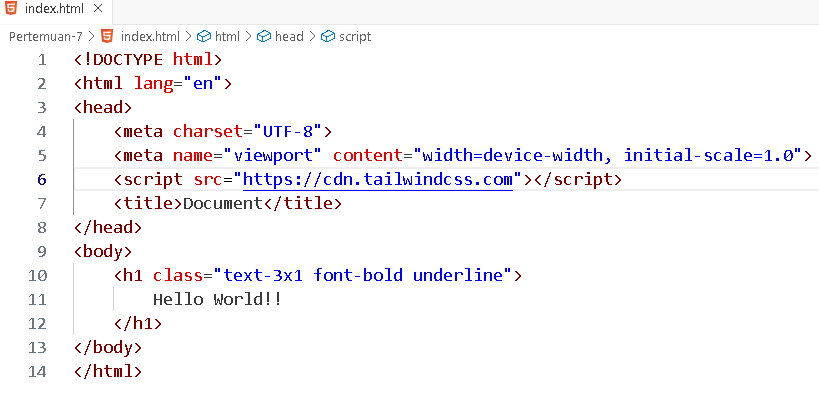 index.html
Pertemuan-7 > index.html > html > head > script
1 <!DOCTYPE html>
2 <html lang="en">
3 <head>
4 <meta charset="UTF-8">
5 <meta name="viewport" content="width=device-width, initial-scale=1.0">
6 <script src="https://cdn.tailwindcss.com"></script>
7 <title>Document</title>
8 </head>
9 <body>
10 <h1 class="text-3x1 font-bold underline">
11 Hello World!!
12 </h1>
13 </body>
14 </html>